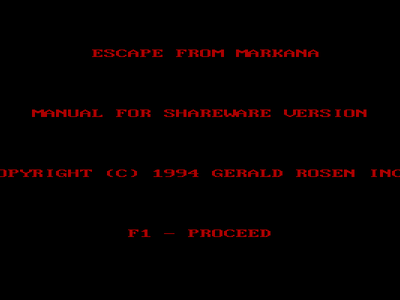 ESCAPE FROM MARKANA
MANUAL FOR SHAREWARE VERSION
OPYRIGHT (C) 1994 GERALD ROSEN INC
F1 - PROCEED